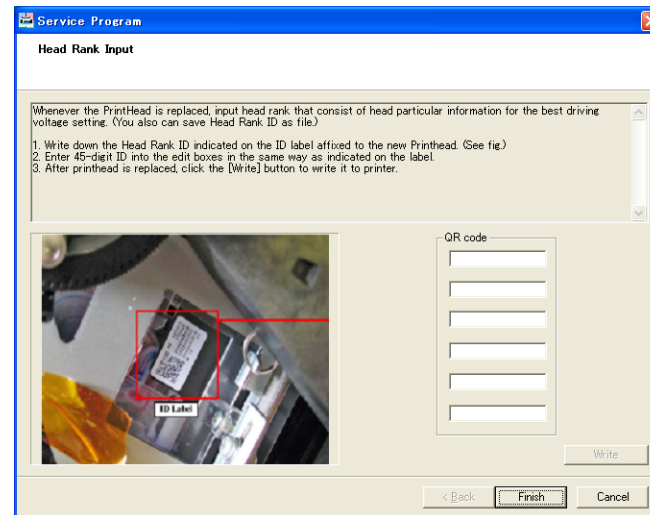 Service Program
Head Rank Input
Whenever the PrintHead is replaced, input head rank that consist of head particular information for the best driving
voltage setting. (You also can save Head Rank ID as file.)
1. Write down the Head Rank ID indicated on the ID label affixed to the new Printhead. (See fig.)
2. Enter 45-digit ID into the edit boxes in the same way as indicated on the label.
3. After printhead is replaced, click the [Write] button to write it to printer.
QR code
ID Label
Write
< Back
Finish
Cancel